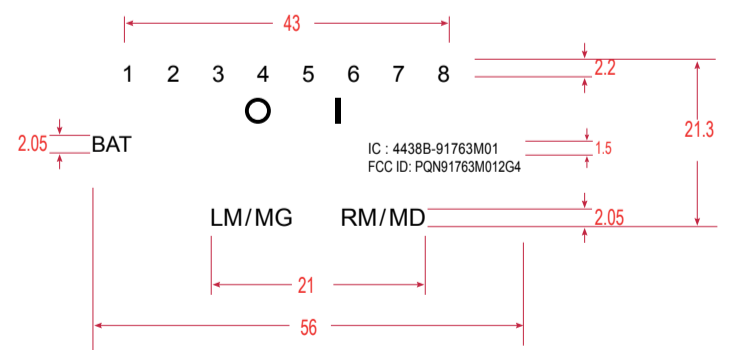 43
1 2 3 4 5 6 7 8
2.2
O I
21.3
2.05
BAT
IC : 4438B-91763M01
1.5
FCC ID: PQN91763M012G4
LM/MG RM/MD
2.05
21
56